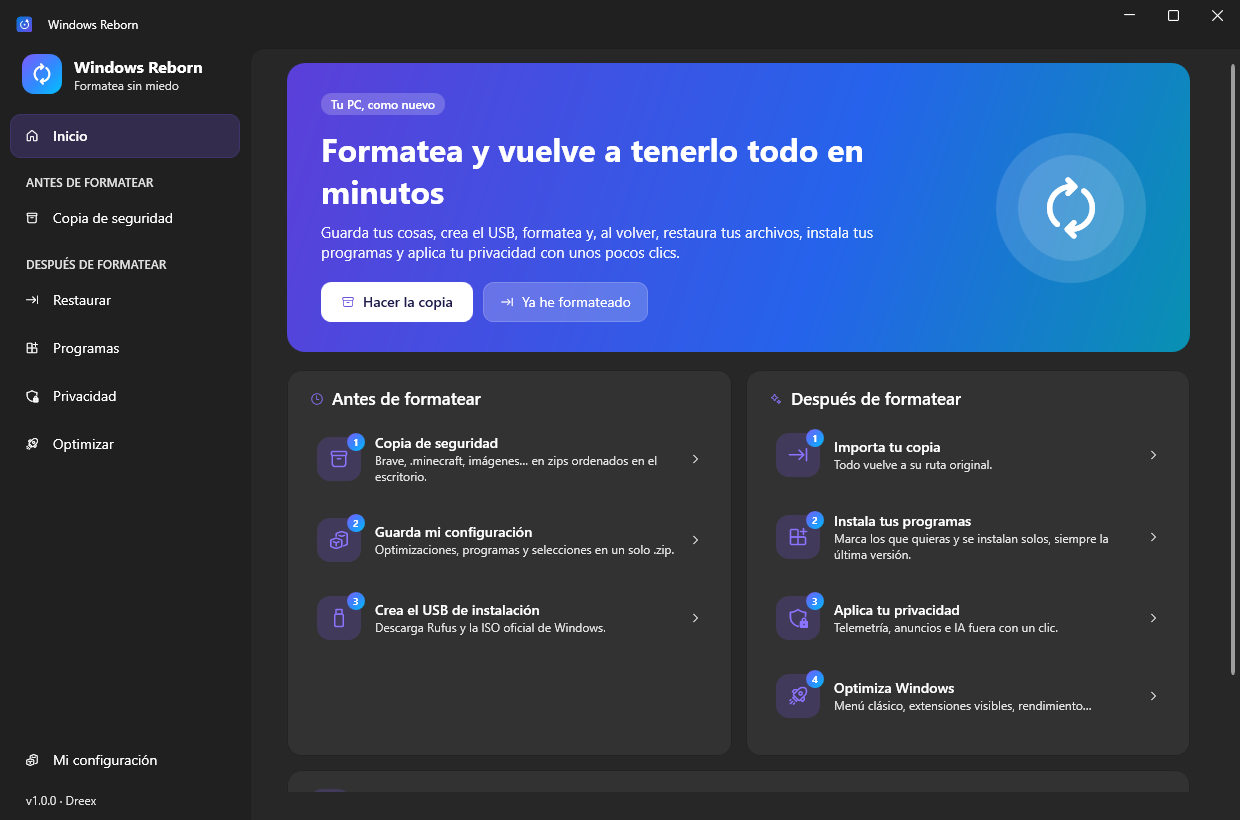 Windows Reborn
Windows Reborn
Formatea sin miedo
Inicio
ANTES DE FORMATEAR
Copia de seguridad
DESPUÉS DE FORMATEAR
Restaurar
Programas
Privacidad
Optimizar
Mi configuración
v1.0.0 · Dreex
Tu PC, como nuevo
Formatea y vuelve a tenerlo todo en
minutos
Guarda tus cosas, crea el USB, formatea y, al volver, restaura tus archivos, instala tus
programas y aplica tu privacidad con unos pocos clics.
Hacer la copia
Ya he formateado
Antes de formatear
1
Copia de seguridad
Brave, .minecraft, imágenes... en zips ordenados en el
escritorio.
2
Guarda mi configuración
Optimizaciones, programas y selecciones en un solo .zip.
3
Crea el USB de instalación
Descarga Rufus y la ISO oficial de Windows.
Después de formatear
1
Importa tu copia
Todo vuelve a su ruta original.
2
Instala tus programas
Marca los que quieras y se instalan solos, siempre la
última versión.
3
Aplica tu privacidad
Telemetría, anuncios e IA fuera con un clic.
4
Optimiza Windows
Menú clásico, extensiones visibles, rendimiento...